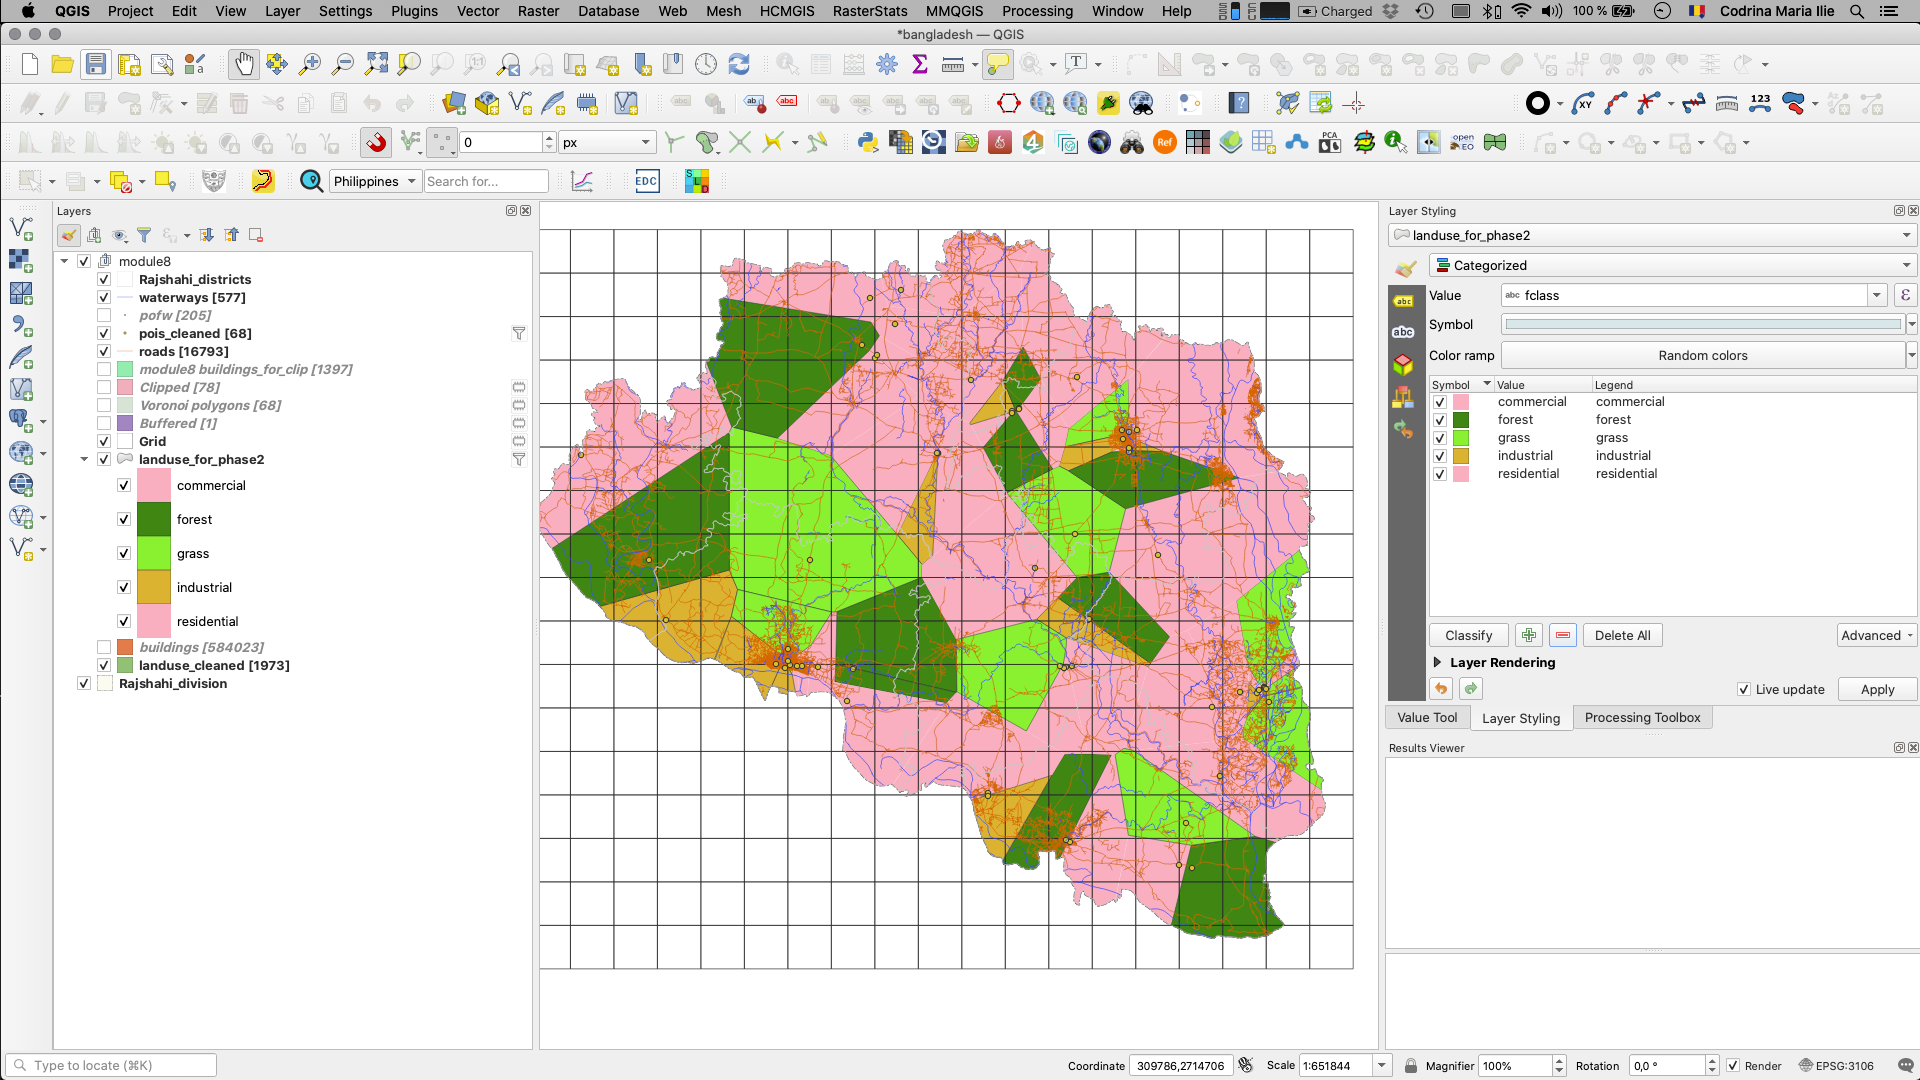 QGIS Project Edit View Layer Settings Plugins Vector Raster Database Web Mesh HCMGIS RasterStats MMQGIS Processing Window Help Charged 100 % Codrina Maria Ilie
*bangladesh — QGIS
0 px
Philippines Search for... EDC
Layers
module8
Rajshahi_districts
waterways [577]
pofw [205]
pois_cleaned [68]
roads [16793]
module8 buildings_for_clip [1397]
Clipped [78]
Voronoi polygons [68]
Buffered [1]
Grid
landuse_for_phase2
commercial
forest
grass
industrial
residential
buildings [584023]
landuse_cleaned [1973]
Rajshahi_division
Layer Styling
landuse_for_phase2
Categorized
Value abc fclass
Symbol
Color ramp Random colors
Symbol Value Legend
commercial commercial
forest forest
grass grass
industrial industrial
residential residential
Classify Delete All Advanced
Layer Rendering
Live update Apply
Value Tool Layer Styling Processing Toolbox
Results Viewer
Type to locate (⌘K) Coordinate 309786,2714706 Scale 1:651844 Magnifier 100% Rotation 0,0 ° Render EPSG:3106